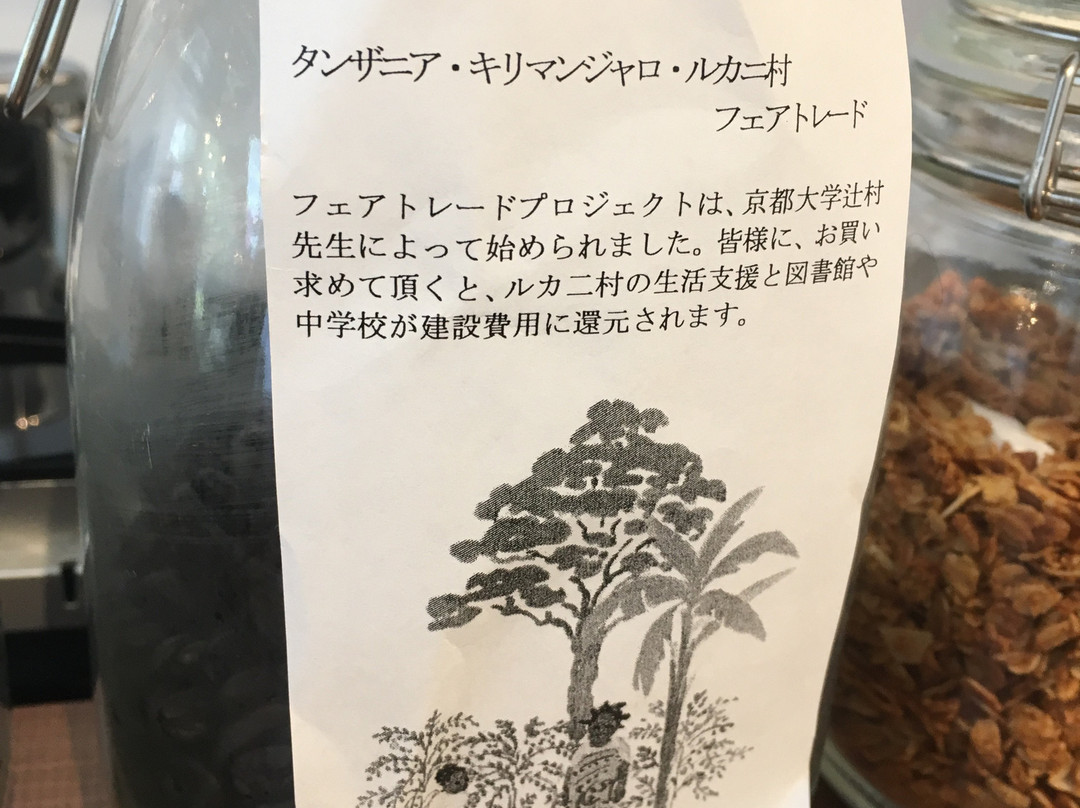 タンザニア・キリマンジャロ・ルカニ村
フェアトレード
フェアトレードプロジェクトは、京都大学辻村
先生によって始められました。皆様に、お買い
求めて頂くと、ルカニ村の生活支援と図書館や
中学校が建設費用に還元されます。